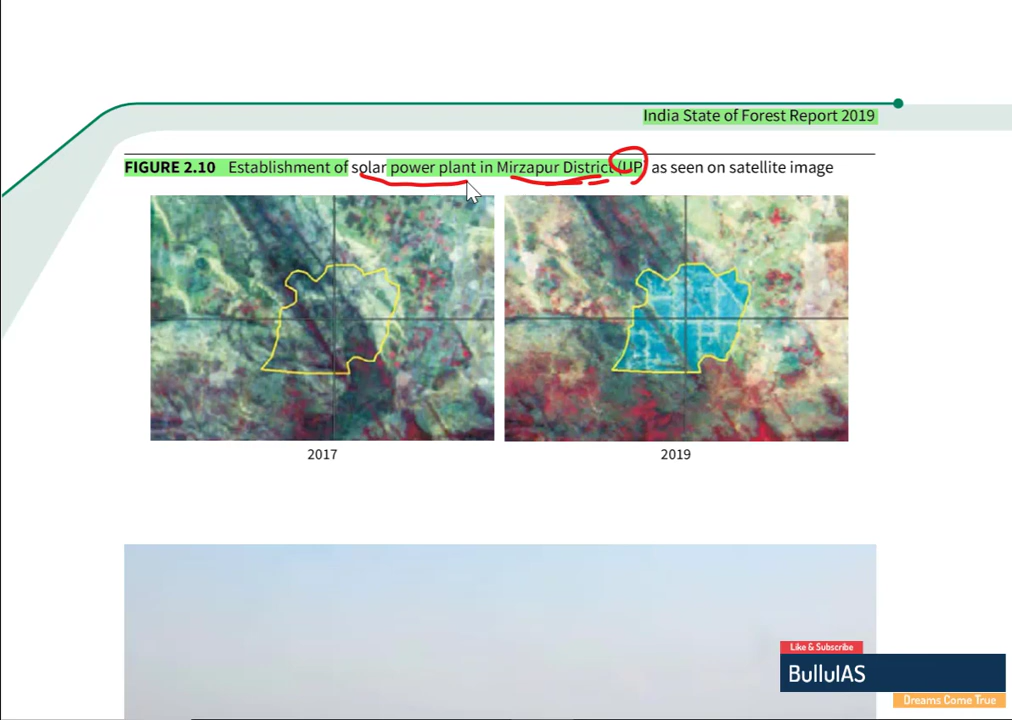 India State of Forest Report 2019
FIGURE 2.10 Establishment of solar power plant in Mirzapur District (UP) as seen on satellite image
2017
2019
Like & Subscribe
BulluIAS
Dreams Come True